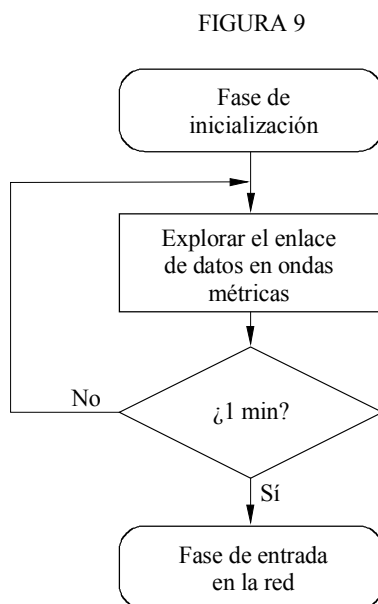 FIGURA 9
Fase de
inicialización
Explorar el enlace
de datos en ondas
métricas
No
¿1 min?
Sí
Fase de entrada
en la red